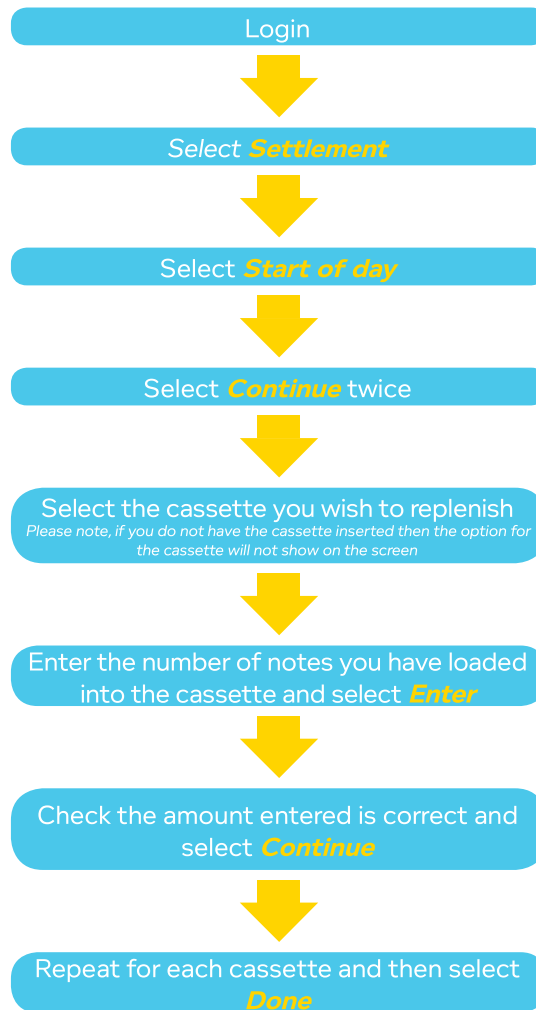 Login
Select Settlement
Select Start of day
Select Continue twice
Select the cassette you wish to replenish
Please note, if you do not have the cassette inserted then the option for
the cassette will not show on the screen
Enter the number of notes you have loaded
into the cassette and select Enter
Check the amount entered is correct and
select Continue
Repeat for each cassette and then select
Done